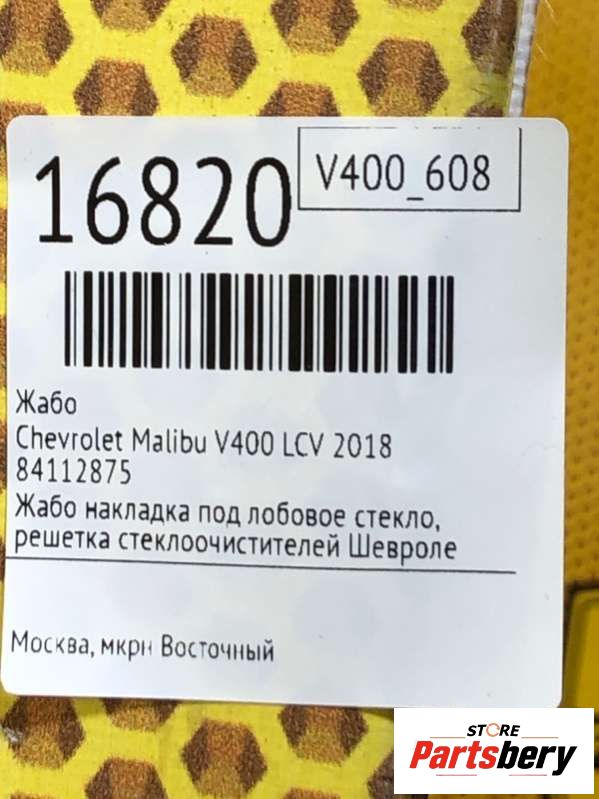 16820
V400_608
Жабо
Chevrolet Malibu V400 LCV 2018
84112875
Жабо накладка под лобовое стекло,
решетка стеклоочистителей Шевроле
Москва, мкрн Восточный
STORE
Partsbery